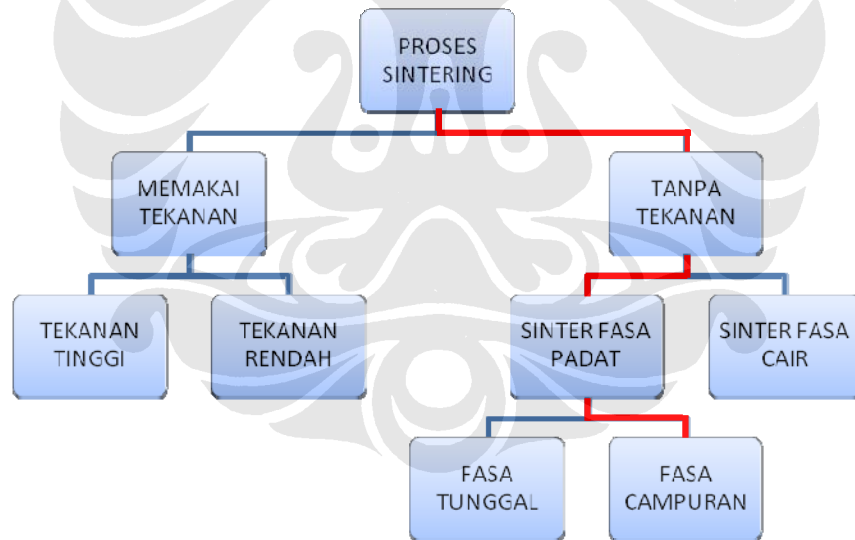 PROSES
SINTERING
MEMAKAI
TEKANAN
TANPA
TEKANAN
TEKANAN
TINGGI
TEKANAN
RENDAH
SINTER FASA
PADAT
SINTER FASA
CAIR
FASA
TUNGGAL
FASA
CAMPURAN